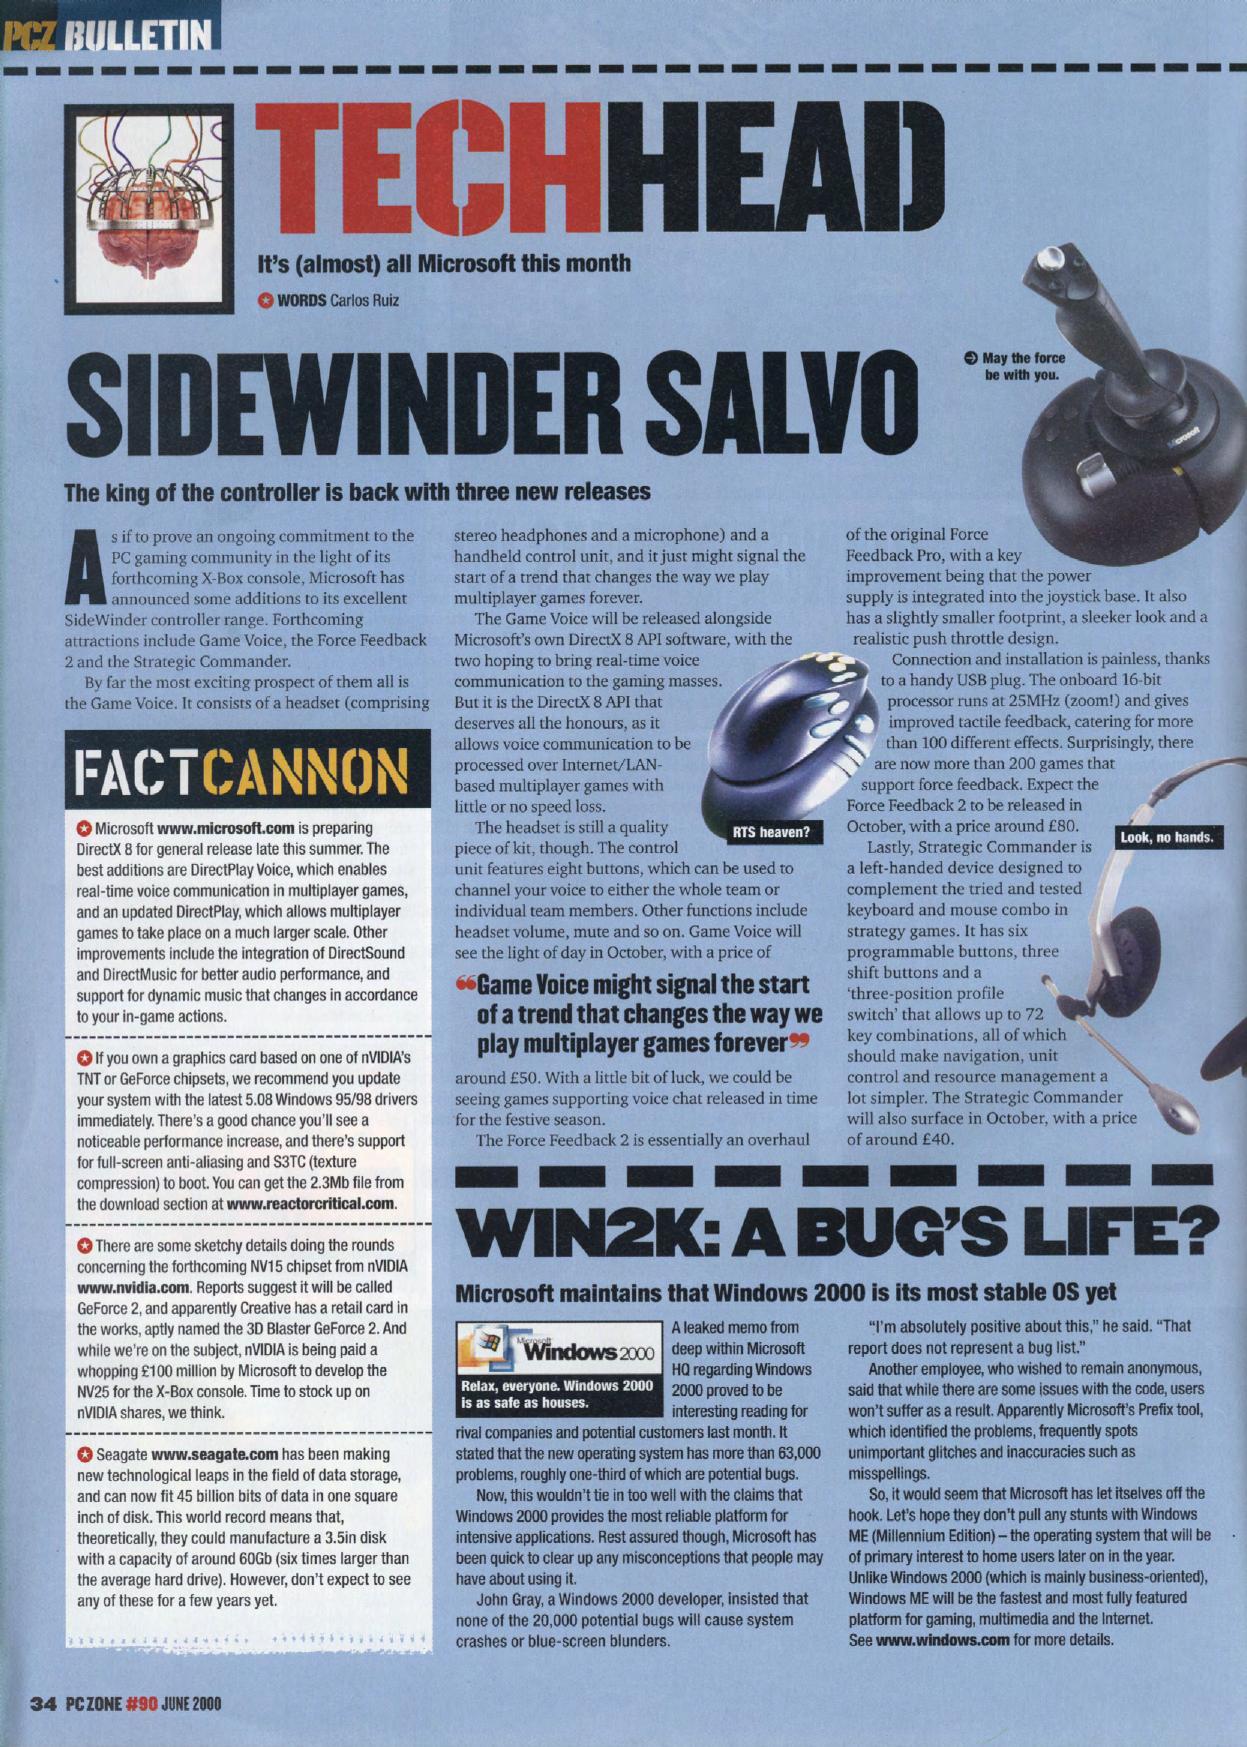 PCZ BULLETIN
TECHHEAD
It's (almost) all Microsoft this month
WORDS Carlos Ruiz
SIDEWINDER SALVO
May the force
be with you.
Microsoft
The king of the controller is back with three new releases
As if to prove an ongoing commitment to the
PC gaming community in the light of its
forthcoming X-Box console, Microsoft has
announced some additions to its excellent
SideWinder controller range. Forthcoming
attractions include Game Voice, the Force Feedback
2 and the Strategic Commander.
By far the most exciting prospect of them all is
the Game Voice. It consists of a headset (comprising
stereo headphones and a microphone) and a
handheld control unit, and it just might signal the
start of a trend that changes the way we play
multiplayer games forever.
The Game Voice will be released alongside
Microsoft's own DirectX 8 API software, with the
two hoping to bring real-time voice
communication to the gaming masses.
But it is the DirectX 8 API that
deserves all the honours, as it
allows voice communication to be
processed over Internet/LAN-
based multiplayer games with
little or no speed loss.
The headset is still a quality
piece of kit, though. The control
unit features eight buttons, which can be used to
channel your voice to either the whole team or
individual team members. Other functions include
headset volume, mute and so on. Game Voice will
see the light of day in October, with a price of
“Game Voice might signal the start
of a trend that changes the way we
play multiplayer games forever”
around £50. With a little bit of luck, we could be
seeing games supporting voice chat released in time
for the festive season.
The Force Feedback 2 is essentially an overhaul
of the original Force
Feedback Pro, with a key
improvement being that the power
supply is integrated into the joystick base. It also
has a slightly smaller footprint, a sleeker look and a
realistic push throttle design.
Connection and installation is painless, thanks
to a handy USB plug. The onboard 16-bit
processor runs at 25MHz (zoom!) and gives
improved tactile feedback, catering for more
than 100 different effects. Surprisingly, there
are now more than 200 games that
support force feedback. Expect the
Force Feedback 2 to be released in
October, with a price around £80.
Lastly, Strategic Commander is
a left-handed device designed to
complement the tried and tested
keyboard and mouse combo in
strategy games. It has six
programmable buttons, three
shift buttons and a
'three-position profile
switch' that allows up to 72
key combinations, all of which
should make navigation, unit
control and resource management a
lot simpler. The Strategic Commander
will also surface in October, with a price
of around £40.
RTS heaven?
Look, no hands.
FACTCANNON
Microsoft www.microsoft.com is preparing
DirectX 8 for general release late this summer. The
best additions are DirectPlay Voice, which enables
real-time voice communication in multiplayer games,
and an updated DirectPlay, which allows multiplayer
games to take place on a much larger scale. Other
improvements include the integration of DirectSound
and DirectMusic for better audio performance, and
support for dynamic music that changes in accordance
to your in-game actions.
If you own a graphics card based on one of nVIDIA's
TNT or GeForce chipsets, we recommend you update
your system with the latest 5.08 Windows 95/98 drivers
immediately. There's a good chance you'll see a
noticeable performance increase, and there's support
for full-screen anti-aliasing and S3TC (texture
compression) to boot. You can get the 2.3Mb file from
the download section at www.reactorcritical.com.
There are some sketchy details doing the rounds
concerning the forthcoming NV15 chipset from nVIDIA
www.nvidia.com. Reports suggest it will be called
GeForce 2, and apparently Creative has a retail card in
the works, aptly named the 3D Blaster GeForce 2. And
while we're on the subject, nVIDIA is being paid a
whopping £100 million by Microsoft to develop the
NV25 for the X-Box console. Time to stock up on
nVIDIA shares, we think.
Seagate www.seagate.com has been making
new technological leaps in the field of data storage,
and can now fit 45 billion bits of data in one square
inch of disk. This world record means that,
theoretically, they could manufacture a 3.5in disk
with a capacity of around 60Gb (six times larger than
the average hard drive). However, don't expect to see
any of these for a few years yet.
WIN2K: A BUG'S LIFE?
Microsoft maintains that Windows 2000 is its most stable OS yet
Microsoft
Windows 2000
Relax, everyone. Windows 2000
is as safe as houses.
A leaked memo from
deep within Microsoft
HQ regarding Windows
2000 proved to be
interesting reading for
rival companies and potential customers last month. It
stated that the new operating system has more than 63,000
problems, roughly one-third of which are potential bugs.
Now, this wouldn't tie in too well with the claims that
Windows 2000 provides the most reliable platform for
intensive applications. Rest assured though, Microsoft has
been quick to clear up any misconceptions that people may
have about using it.
John Gray, a Windows 2000 developer, insisted that
none of the 20,000 potential bugs will cause system
crashes or blue-screen blunders.
"I'm absolutely positive about this," he said. "That
report does not represent a bug list."
Another employee, who wished to remain anonymous,
said that while there are some issues with the code, users
won't suffer as a result. Apparently Microsoft's Prefix tool,
which identified the problems, frequently spots
unimportant glitches and inaccuracies such as
misspellings.
So, it would seem that Microsoft has let itselves off the
hook. Let's hope they don't pull any stunts with Windows
ME (Millennium Edition) – the operating system that will be
of primary interest to home users later on in the year.
Unlike Windows 2000 (which is mainly business-oriented),
Windows ME will be the fastest and most fully featured
platform for gaming, multimedia and the Internet.
See www.windows.com for more details.
34 PCZONE #90 JUNE 2000